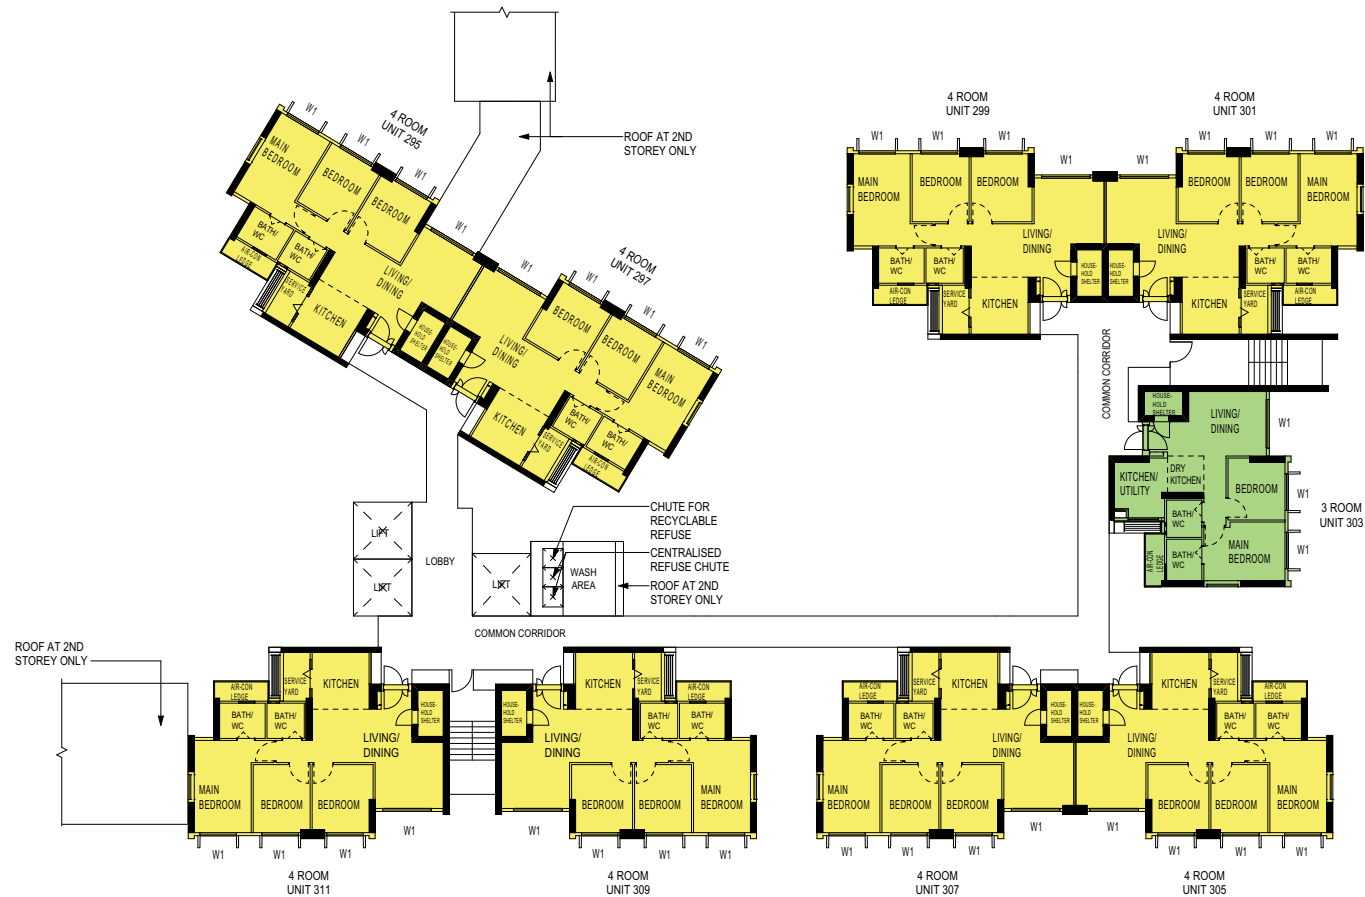 4 ROOM
UNIT 295
W1
W1
W1
W1
MAIN
BEDROOM
BEDROOM
BEDROOM
BATH/
WC
BATH/
WC
AIR-CON
LEDGE
SERVICE
YARD
KITCHEN
LIVING/
DINING
HOUSE-
HOLD
SHELTER
ROOF AT 2ND
STOREY ONLY
4 ROOM
UNIT 297
W1
W1
W1
W1
LIVING/
DINING
BEDROOM
BEDROOM
MAIN
BEDROOM
HOUSE-
HOLD
SHELTER
KITCHEN
SERVICE
YARD
BATH/
WC
BATH/
WC
AIR-CON
LEDGE
4 ROOM
UNIT 299
W1
W1
W1
W1
MAIN
BEDROOM
BEDROOM
BEDROOM
LIVING/
DINING
BATH/
WC
BATH/
WC
AIR-CON
LEDGE
SERVICE
YARD
KITCHEN
HOUSE-
HOLD
SHELTER
4 ROOM
UNIT 301
W1
W1
W1
W1
BEDROOM
BEDROOM
MAIN
BEDROOM
LIVING/
DINING
HOUSE-
HOLD
SHELTER
BATH/
WC
BATH/
WC
AIR-CON
LEDGE
SERVICE
YARD
KITCHEN
COMMON CORRIDOR
HOUSE-
HOLD
SHELTER
LIVING/
DINING
W1
KITCHEN/
UTILITY
DRY
KITCHEN
BEDROOM
W1
3 ROOM
UNIT 303
BATH/
WC
BATH/
WC
MAIN
BEDROOM
W1
AIR-CON
LEDGE
LIFT
LIFT
LOBBY
LIFT
WASH
AREA
CHUTE FOR
RECYCLABLE
REFUSE
CENTRALISED
REFUSE CHUTE
ROOF AT 2ND
STOREY ONLY
COMMON CORRIDOR
ROOF AT 2ND
STOREY ONLY
AIR-CON
LEDGE
SERVICE
YARD
KITCHEN
BATH/
WC
BATH/
WC
HOUSE-
HOLD
SHELTER
LIVING/
DINING
MAIN
BEDROOM
BEDROOM
BEDROOM
W1
W1
W1
W1
4 ROOM
UNIT 311
HOUSE-
HOLD
SHELTER
KITCHEN
SERVICE
YARD
AIR-CON
LEDGE
BATH/
WC
BATH/
WC
LIVING/
DINING
BEDROOM
BEDROOM
MAIN
BEDROOM
W1
W1
W1
W1
4 ROOM
UNIT 309
AIR-CON
LEDGE
SERVICE
YARD
KITCHEN
BATH/
WC
BATH/
WC
HOUSE-
HOLD
SHELTER
LIVING/
DINING
MAIN
BEDROOM
BEDROOM
BEDROOM
W1
W1
W1
W1
4 ROOM
UNIT 307
HOUSE-
HOLD
SHELTER
KITCHEN
SERVICE
YARD
AIR-CON
LEDGE
BATH/
WC
BATH/
WC
LIVING/
DINING
BEDROOM
BEDROOM
MAIN
BEDROOM
W1
W1
W1
W1
4 ROOM
UNIT 305